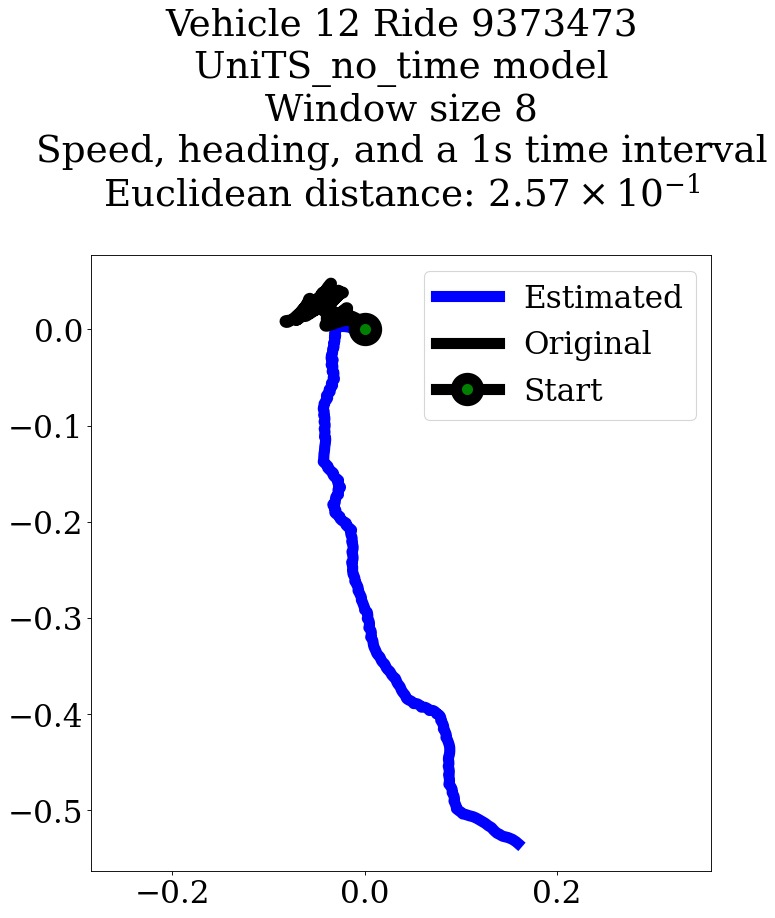 Vehicle 12 Ride 9373473
UniTS_no_time model
Window size 8
Speed, heading, and a 1s time interval
Euclidean distance: 2.57 × 10⁻¹
Estimated
Original
Start
0.0
−0.1
−0.2
−0.3
−0.4
−0.5
−0.2 0.0 0.2